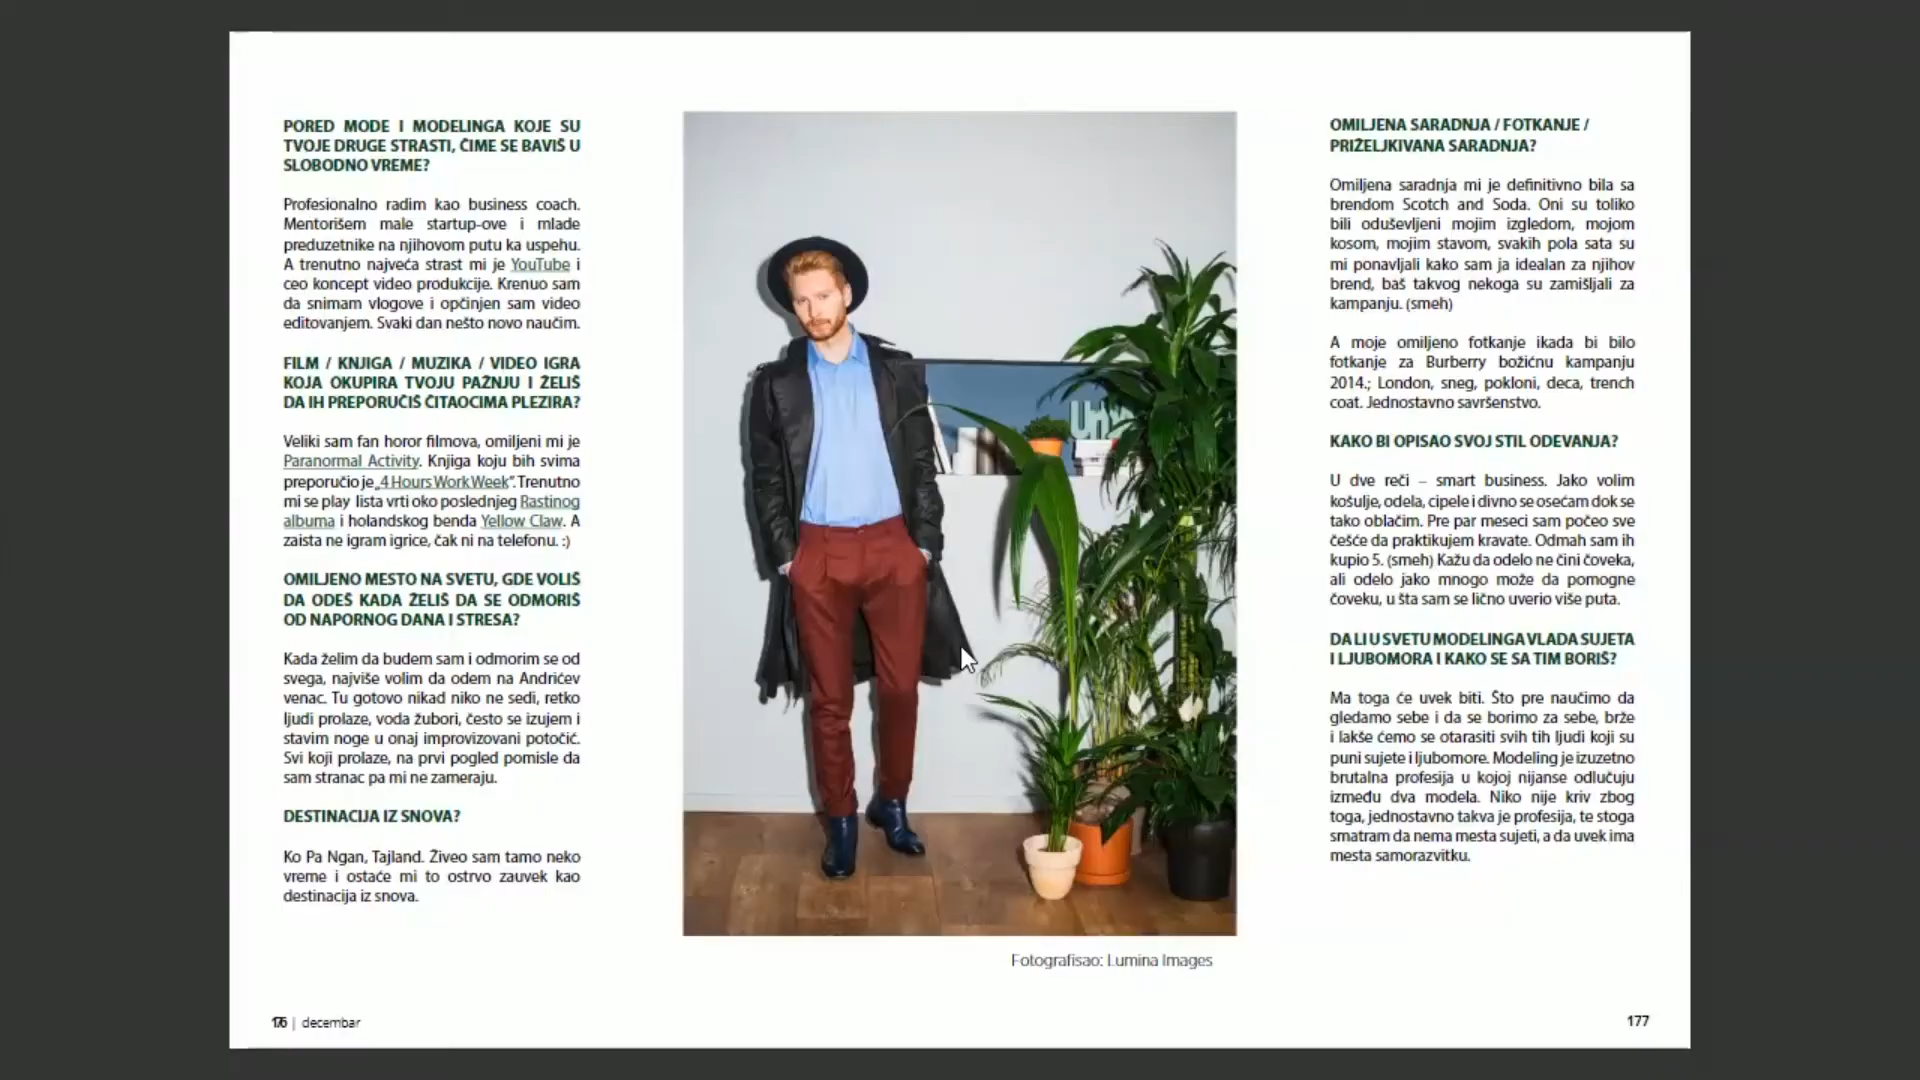 PORED MODE I MODELINGA KOJE SU
TVOJE DRUGE STRASTI, ČIME SE BAVIŠ U
SLOBODNO VREME?
Profesionalno radim kao business coach.
Mentorišem male startup-ove i mlade
preduzetnike na njihovom putu ka uspehu.
A trenutno najveća strast mi je YouTube i
ceo koncept video produkcije. Krenuo sam
da snimam vlogove i opčinjen sam video
editovanjem. Svaki dan nešto novo naučim.
FILM / KNJIGA / MUZIKA / VIDEO IGRA
KOJA OKUPIRA TVOJU PAŽNJU I ŽELIŠ
DA IH PREPORUČIŠ ČITAOCIMA PLEZIRA?
Veliki sam fan horor filmova, omiljeni mi je
Paranormal Activity. Knjiga koju bih svima
preporučio je „4 Hours Work Week“. Trenutno
mi se play lista vrti oko poslednjeg Rastinog
albuma i holandskog benda Yellow Claw. A
zaista ne igram igrice, čak ni na telefonu. :)
OMILJENO MESTO NA SVETU, GDE VOLIŠ
DA ODEŠ KADA ŽELIŠ DA SE ODMORIŠ
OD NAPORNOG DANA I STRESA?
Kada želim da budem sam i odmorim se od
svega, najviše volim da odem na Andrićev
venac. Tu gotovo nikad niko ne sedi, retko
ljudi prolaze, voda žubori, često se izujem i
stavim noge u onaj improvizovani potočić.
Svi koji prolaze, na prvi pogled pomisle da
sam stranac pa mi ne zameraju.
DESTINACIJA IZ SNOVA?
Ko Pa Ngan, Tajland. Živeo sam tamo neko
vreme i ostaće mi to ostrvo zauvek kao
destinacija iz snova.
Fotografisao: Lumina Images
OMILJENA SARADNJA / FOTKANJE /
PRIŽELJKIVANA SARADNJA?
Omiljena saradnja mi je definitivno bila sa
brendom Scotch and Soda. Oni su toliko
bili oduševljeni mojim izgledom, mojom
kosom, mojim stavom, svakih pola sata su
mi ponavljali kako sam ja idealan za njihov
brend, baš takvog nekoga su zamišljali za
kampanju. (smeh)
A moje omiljeno fotkanje ikada bi bilo
fotkanje za Burberry božićnu kampanju
2014.; London, sneg, pokloni, deca, trench
coat. Jednostavno savršenstvo.
KAKO BI OPISAO SVOJ STIL ODEVANJA?
U dve reči – smart business. Jako volim
košulje, odela, cipele i divno se osećam dok se
tako oblačim. Pre par meseci sam počeo sve
češće da praktikujem kravate. Odmah sam ih
kupio 5. (smeh) Kažu da odelo ne čini čoveka,
ali odelo jako mnogo može da pomogne
čoveku, u šta sam se lično uverio više puta.
DA LI U SVETU MODELINGA VLADA SUJETA
I LJUBOMORA I KAKO SE SA TIM BORIŠ?
Ma toga će uvek biti. Što pre naučimo da
gledamo sebe i da se borimo za sebe, brže
i lakše ćemo se otarasiti svih tih ljudi koji su
puni sujete i ljubomore. Modeling je izuzetno
brutalna profesija u kojoj nijanse odlučuju
između dva modela. Niko nije kriv zbog
toga, jednostavno takva je profesija, te stoga
smatram da nema mesta sujeti, a da uvek ima
mesta samorazvitku.
| decembar
177